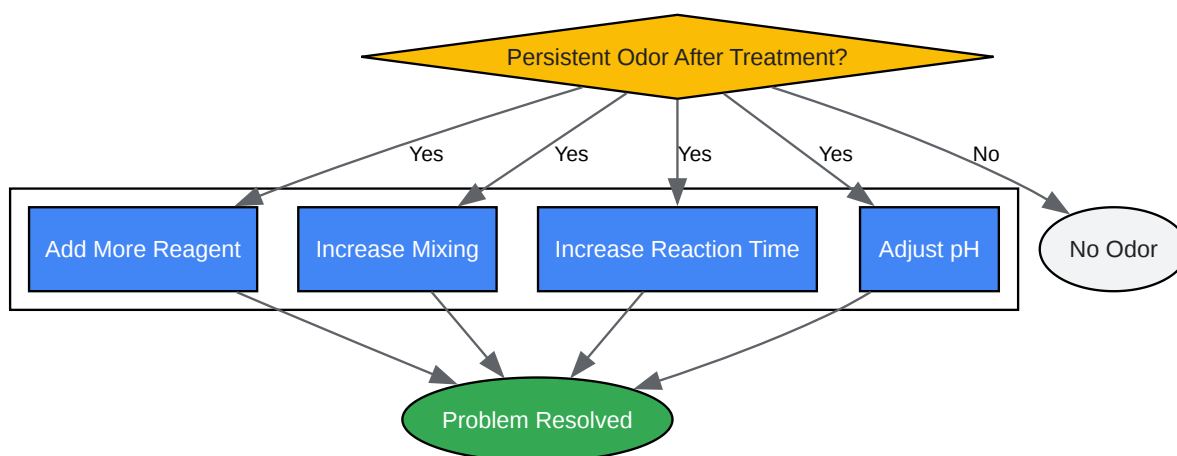 Persistent Odor After Treatment?
Yes
Yes
Yes
Yes
No
Add More Reagent
Increase Mixing
Increase Reaction Time
Adjust pH
No Odor
Problem Resolved